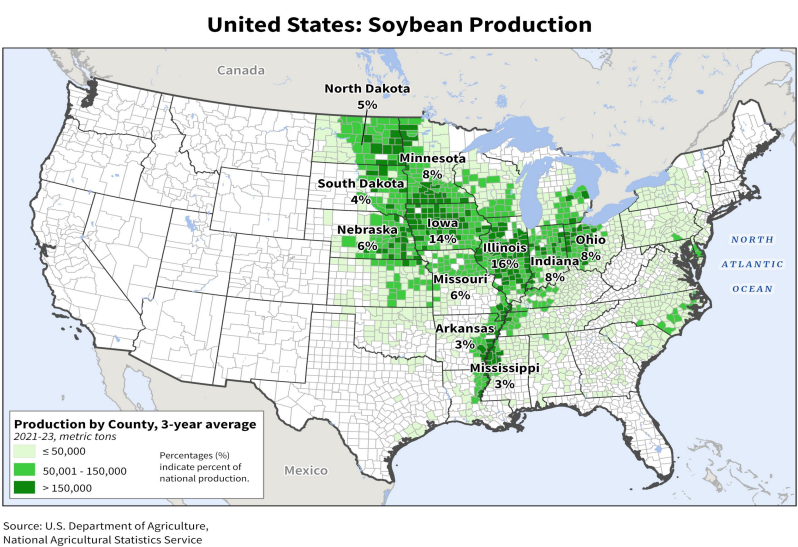 United States: Soybean Production
Canada
North Dakota
5%
Minnesota
8%
South Dakota
4%
Nebraska
6%
Iowa
14%
Illinois
16%
Indiana
8%
Ohio
8%
Missouri
6%
Arkansas
3%
Mississippi
3%
NORTH
ATLANTIC
OCEAN
Mexico
Production by County, 3-year average
2021-23, metric tons
≤ 50,000
50,001 - 150,000
> 150,000
Percentages (%)
indicate percent of
national production.
Source: U.S. Department of Agriculture,
National Agricultural Statistics Service